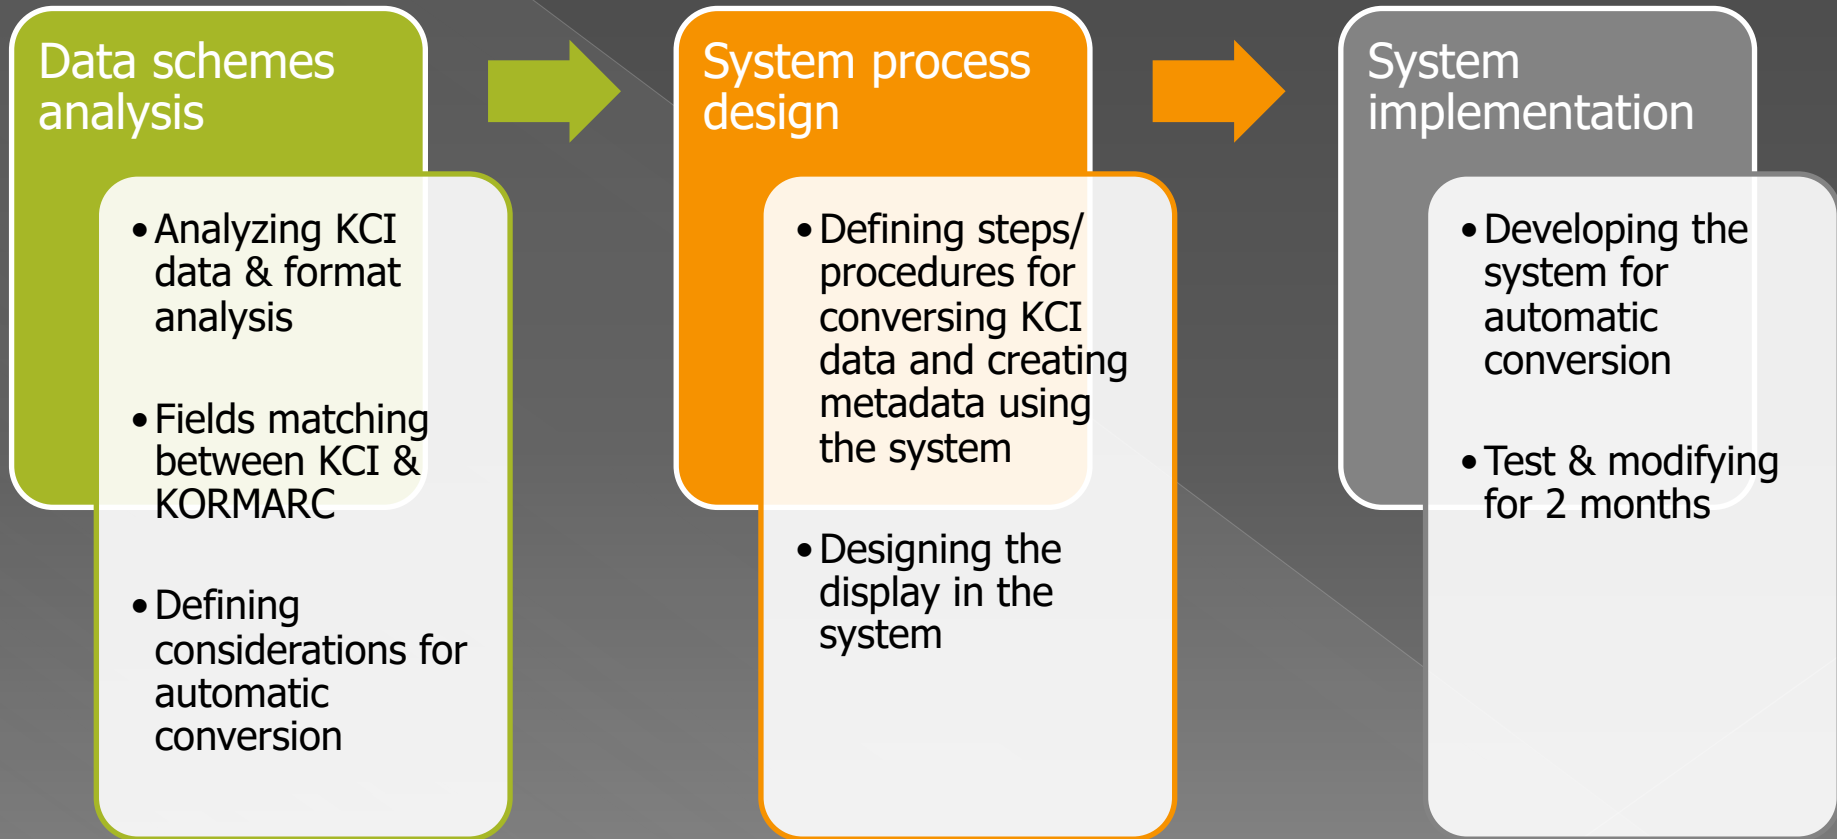 Data schemes
analysis
•Analyzing KCI
data & format
analysis
•Fields matching
between KCI &
KORMARC
•Defining
considerations for
automatic
conversion
System process
design
•Defining steps/
procedures for
conversing KCI
data and creating
metadata using
the system
•Designing the
display in the
system
System
implementation
•Developing the
system for
automatic
conversion
•Test & modifying
for 2 months